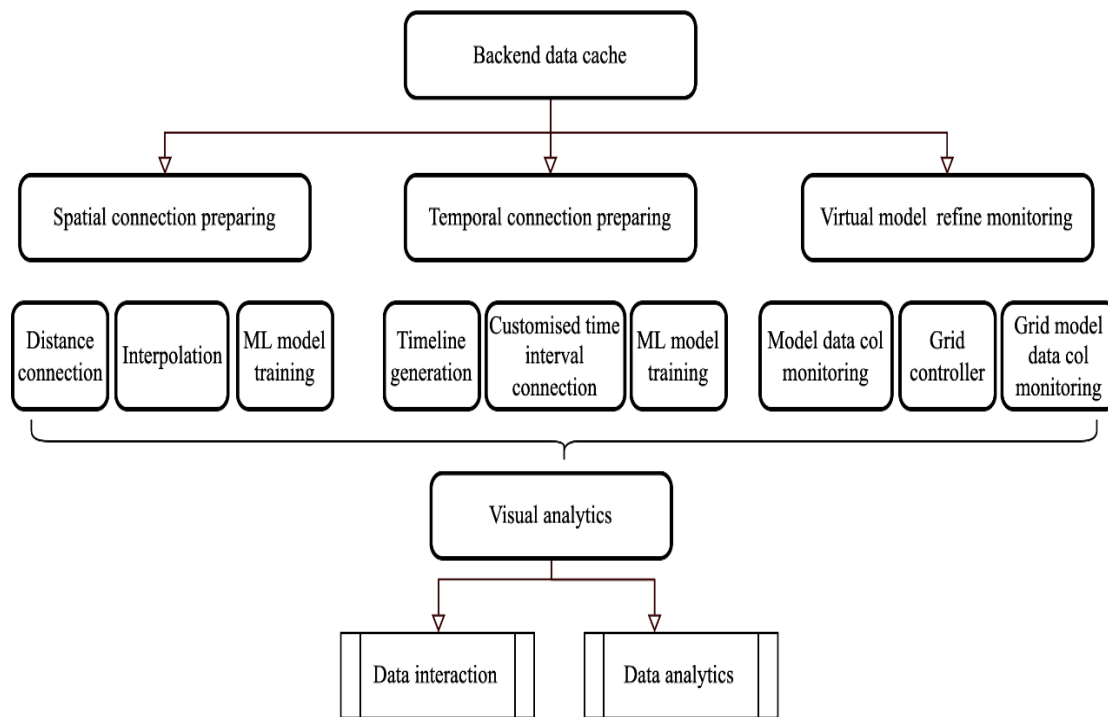 Backend data cache
Spatial connection preparing
Temporal connection preparing
Virtual model refine monitoring
Distance
connection
Interpolation
ML model
training
Timeline
generation
Customised time
interval
connection
ML model
training
Model data col
monitoring
Grid
controller
Grid model
data col
monitoring
Visual analytics
Data interaction
Data analytics